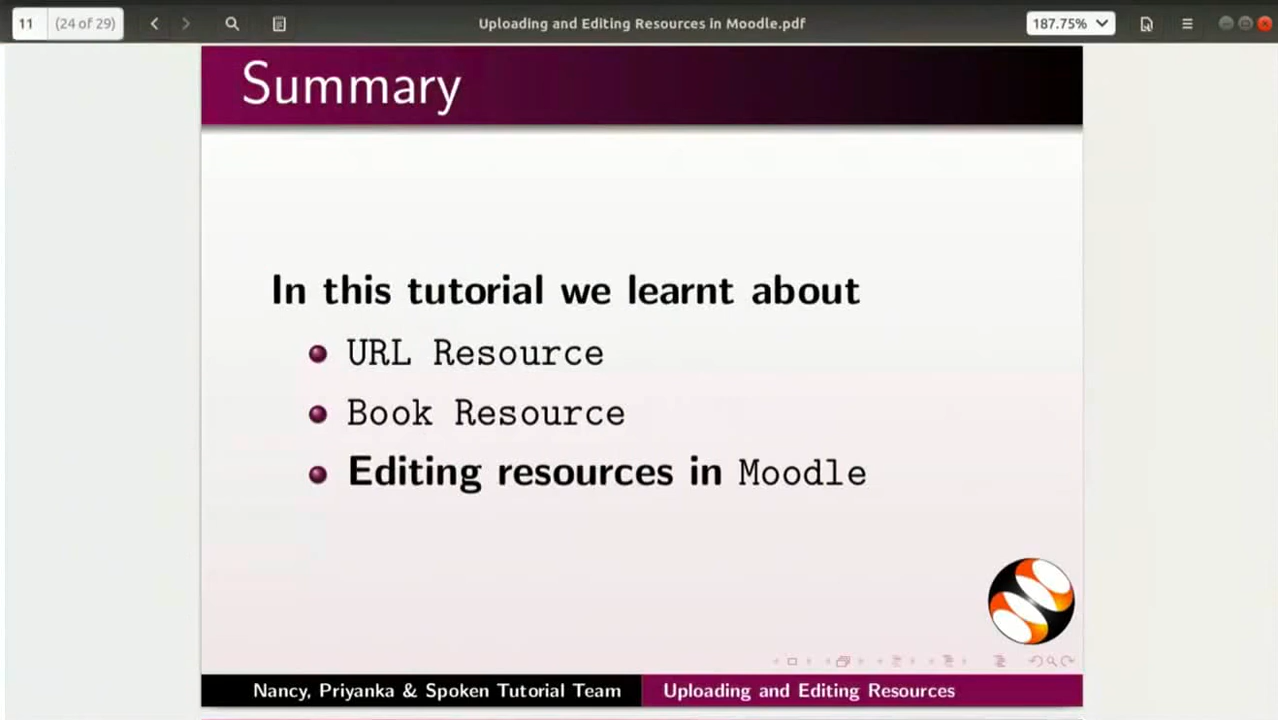 11 (24 of 29) Uploading and Editing Resources in Moodle.pdf 187.75%
Summary
In this tutorial we learnt about
URL Resource
Book Resource
Editing resources in Moodle
Nancy, Priyanka & Spoken Tutorial Team Uploading and Editing Resources